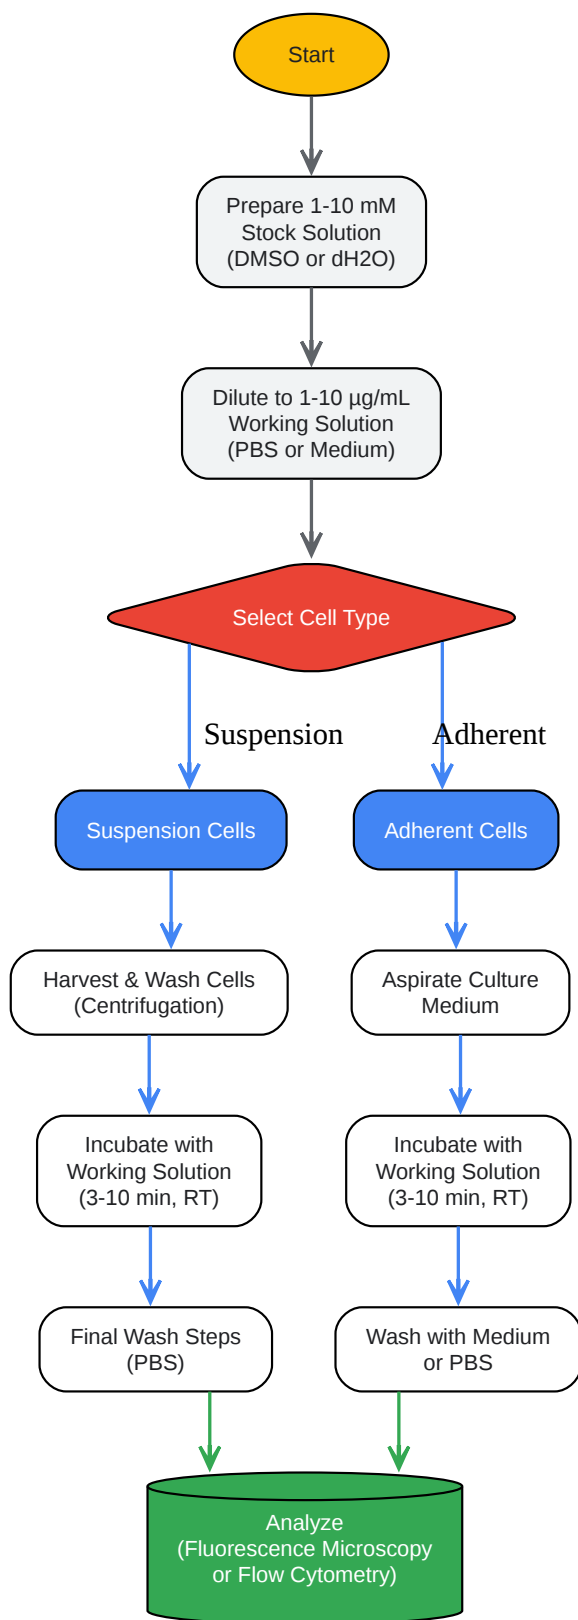 Start
Prepare 1-10 mM
Stock Solution
(DMSO or dH2O)
Dilute to 1-10 µg/mL
Working Solution
(PBS or Medium)
Select Cell Type
Suspension
Adherent
Suspension Cells
Adherent Cells
Harvest & Wash Cells
(Centrifugation)
Aspirate Culture
Medium
Incubate with
Working Solution
(3-10 min, RT)
Incubate with
Working Solution
(3-10 min, RT)
Final Wash Steps
(PBS)
Wash with Medium
or PBS
Analyze
(Fluorescence Microscopy
or Flow Cytometry)